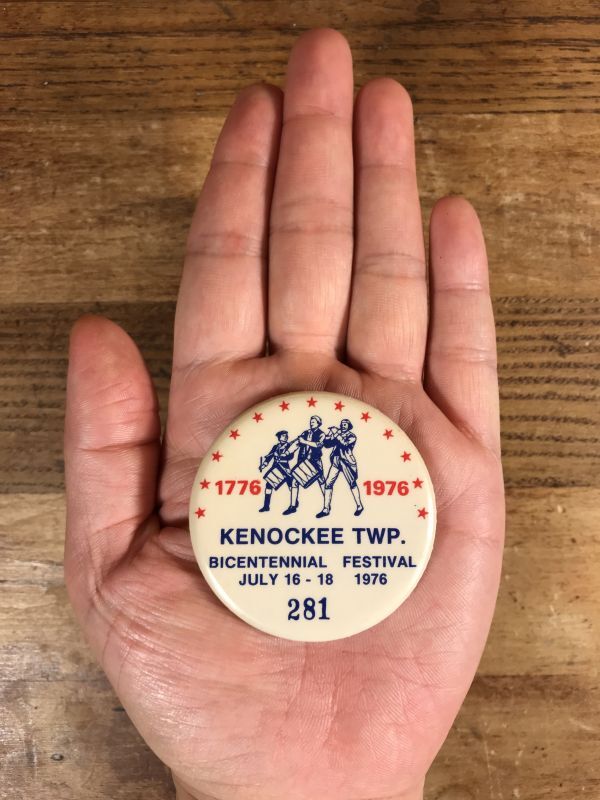 1776 1976
KENOCKEE TWP.
BICENTENNIAL FESTIVAL
JULY 16 - 18 1976
281